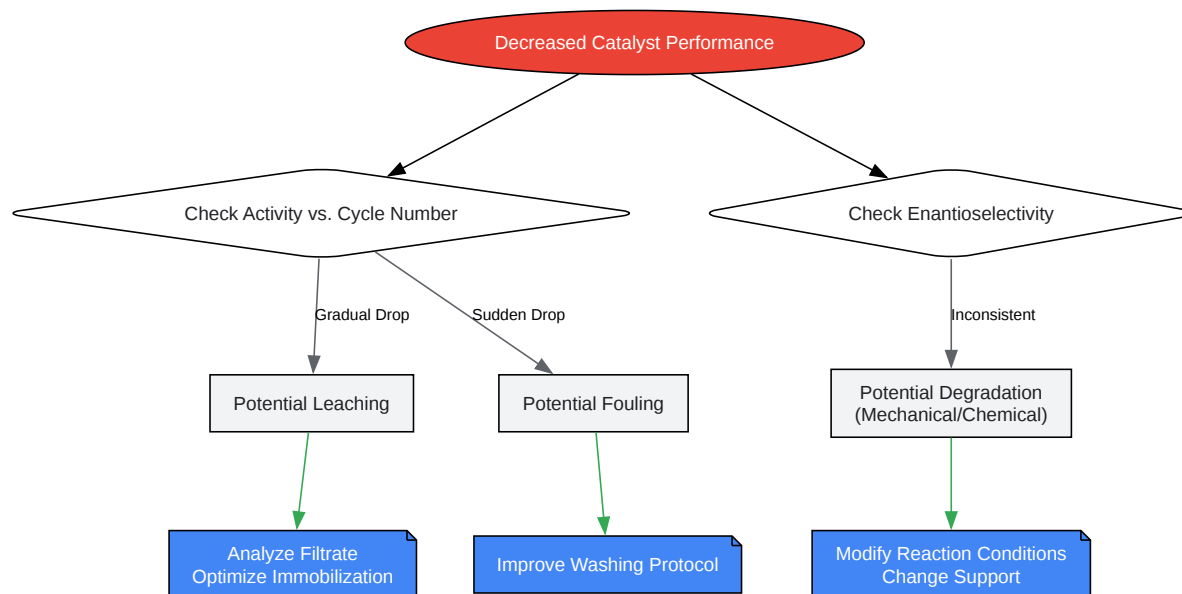 Decreased Catalyst Performance
Check Activity vs. Cycle Number
Check Enantioselectivity
Gradual Drop
Sudden Drop
Inconsistent
Potential Leaching
Potential Fouling
Potential Degradation
(Mechanical/Chemical)
Analyze Filtrate
Optimize Immobilization
Improve Washing Protocol
Modify Reaction Conditions
Change Support